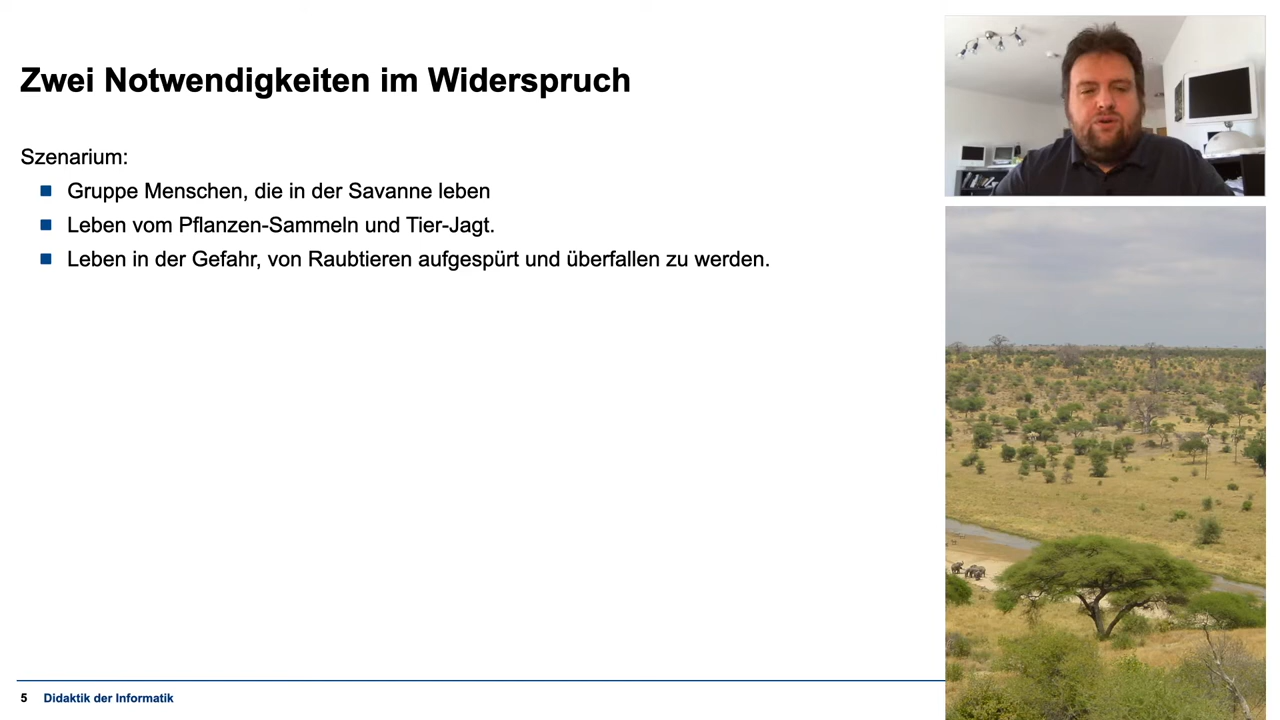 Zwei Notwendigkeiten im Widerspruch
Szenarium:
Gruppe Menschen, die in der Savanne leben
Leben vom Pflanzen-Sammeln und Tier-Jagt.
Leben in der Gefahr, von Raubtieren aufgespürt und überfallen zu werden.
5 Didaktik der Informatik